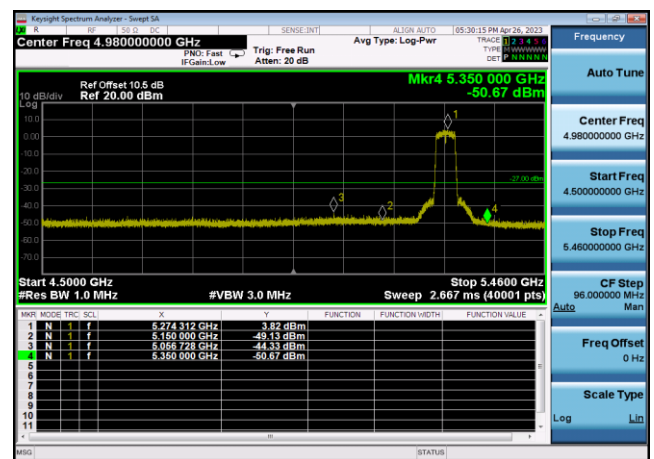 Keysight Spectrum Analyzer - Swept SA
R RF 50 Ω DC SENSE:INT ALIGN AUTO 05:30:15 PM Apr 26, 2023
Center Freq 4.980000000 GHz
PNO: Fast
IFGain:Low
Trig: Free Run
Atten: 20 dB
Avg Type: Log-Pwr
TRACE 1 2 3 4 5 6
TYPE M
DET P N N N N N
Ref Offset 10.5 dB
10 dB/div Ref 20.00 dBm
Log
Mkr4 5.350 000 GHz
-50.67 dBm
10.0
0.00
-10.0
-20.0
-30.0
-40.0
-50.0
-60.0
-70.0
1
2
3
4
-27.00 dBm
Start 4.5000 GHz Stop 5.4600 GHz
#Res BW 1.0 MHz #VBW 3.0 MHz Sweep 2.667 ms (40001 pts)
MKR MODE TRC SCL X Y FUNCTION FUNCTION WIDTH FUNCTION VALUE
1 N 1 f 5.274 312 GHz 3.82 dBm
2 N 1 f 5.150 000 GHz -49.13 dBm
3 N 1 f 5.056 728 GHz -44.33 dBm
4 N 1 f 5.350 000 GHz -50.67 dBm
5
6
7
8
9
10
11
MSG STATUS
Frequency
Auto Tune
Center Freq
4.980000000 GHz
Start Freq
4.500000000 GHz
Stop Freq
5.460000000 GHz
CF Step
96.000000 MHz
Auto Man
Freq Offset
0 Hz
Scale Type
Log Lin